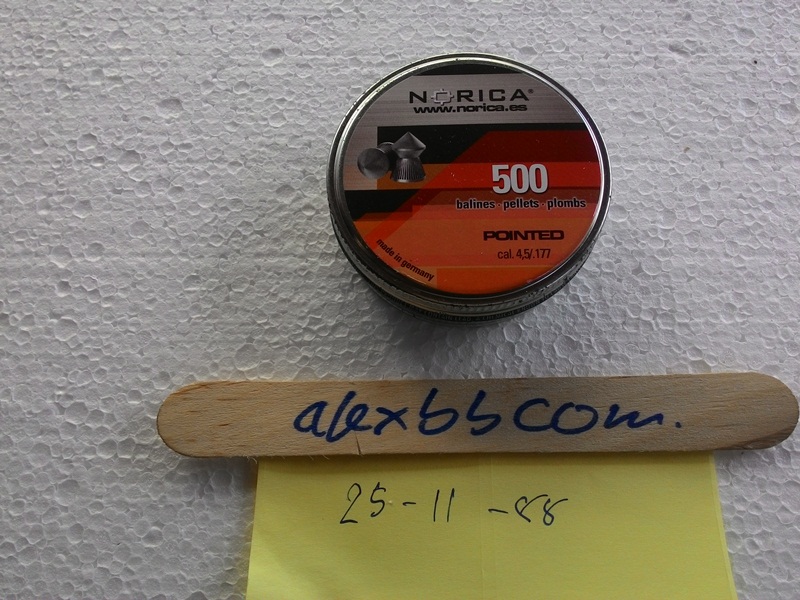 NORICA®
www.norica.es
500
balines · pellets · plombs
POINTED
cal. 4,5/.177
made in germany
alexbbcom.
25-11-88